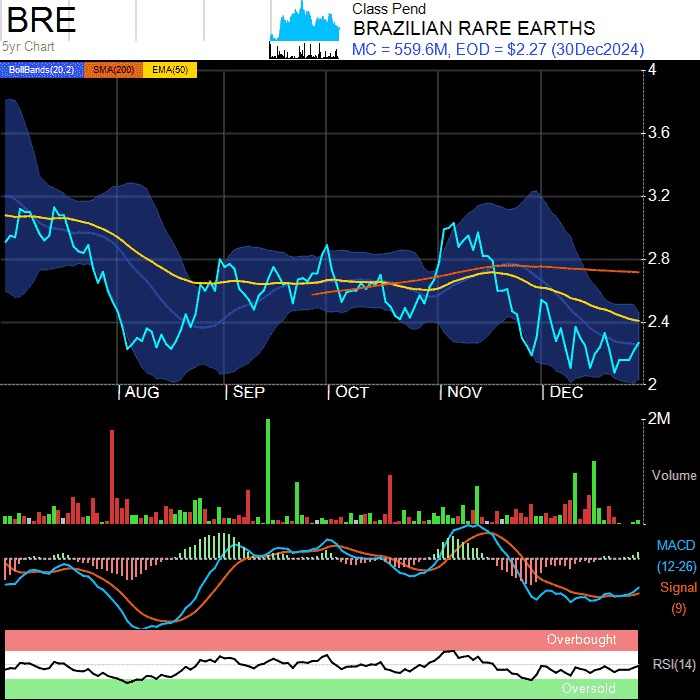 BRE
5yr Chart
Class Pend
BRAZILIAN RARE EARTHS
MC = 559.6M, EOD = $2.27 (30Dec2024)
BollBands(20,2) SMA(200) EMA(50)
4
3.6
3.2
2.8
2.4
2
AUG SEP OCT NOV DEC
2M
Volume
MACD
(12-26)
Signal
(9)
Overbought
RSI(14)
Oversold